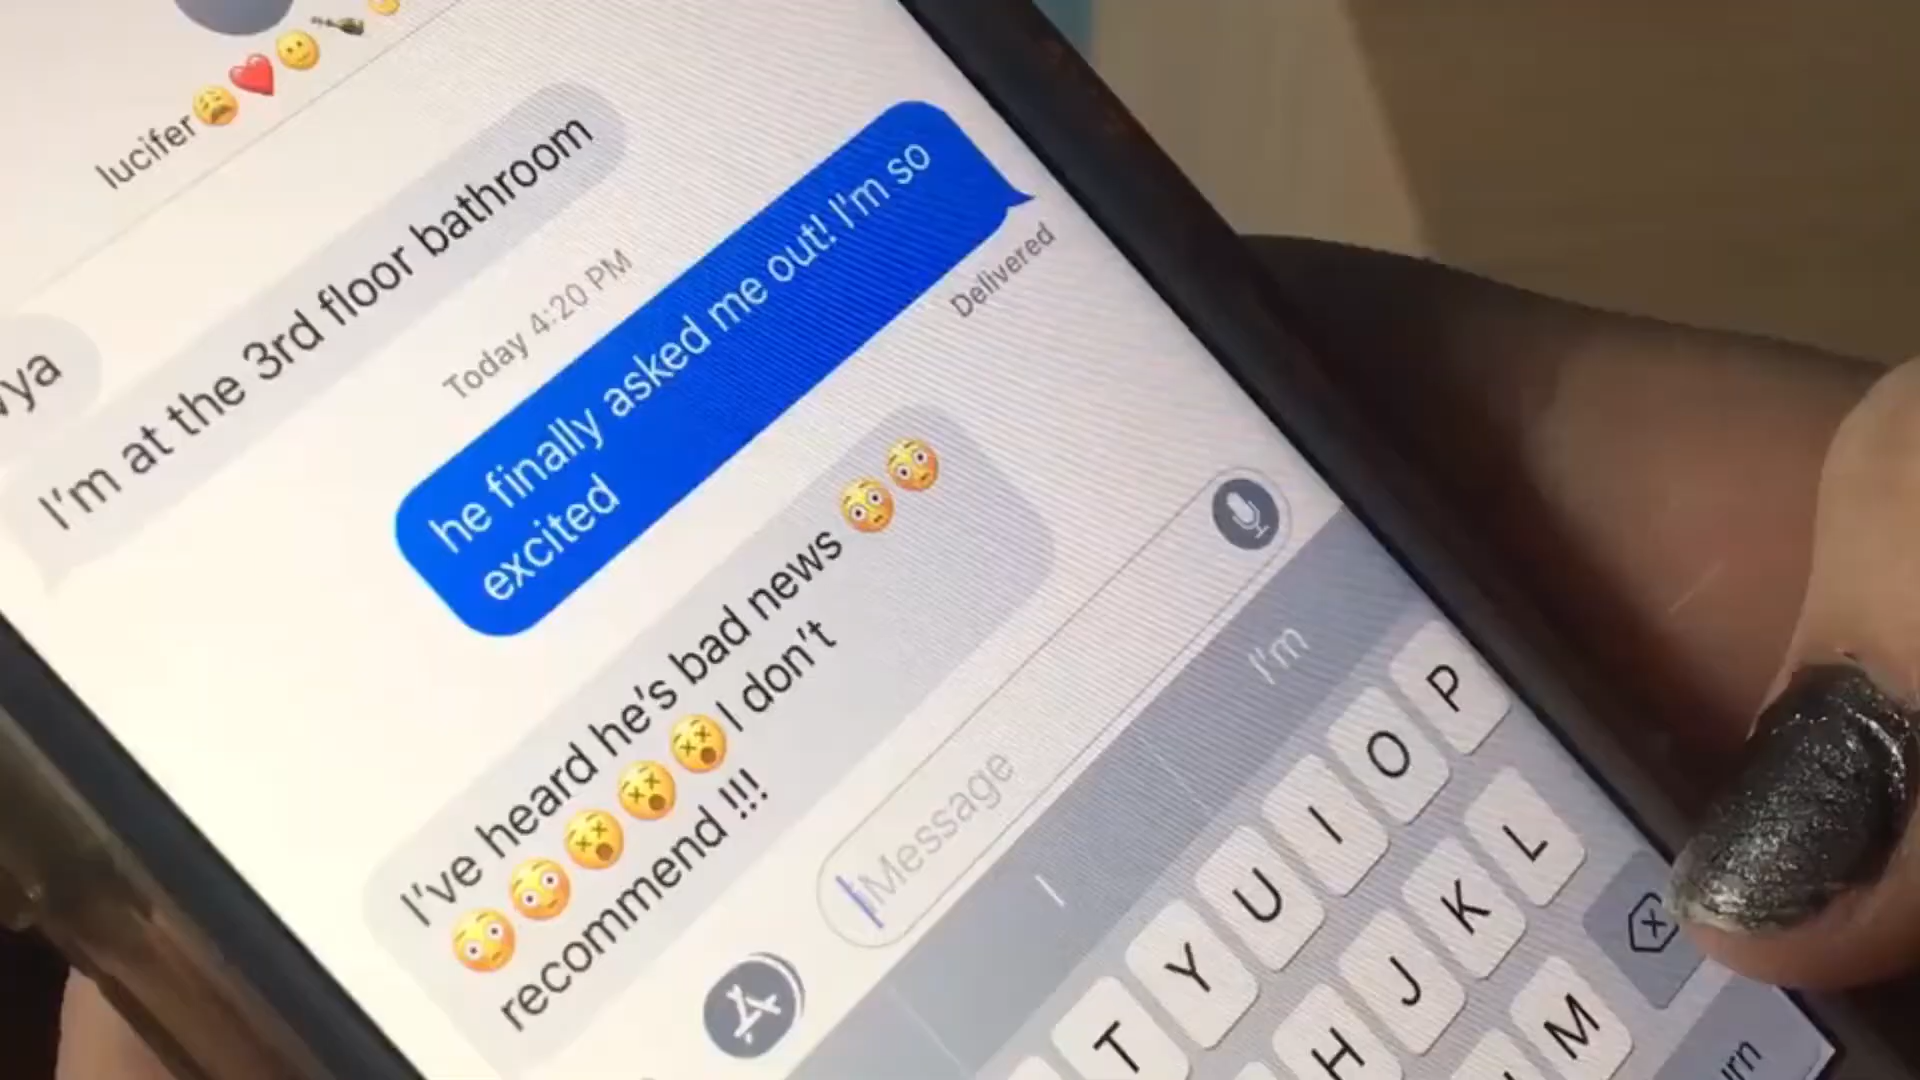 lucifer😩❤️🙂
I'm at the 3rd floor bathroom
Today 4:20 PM
he finally asked me out! I'm so
excited
Delivered
I've heard he's bad news 😳😳
😳😳😵😵😵 I don't
recommend !!!
Message
I I'm
T Y U I O P
H J K L
M